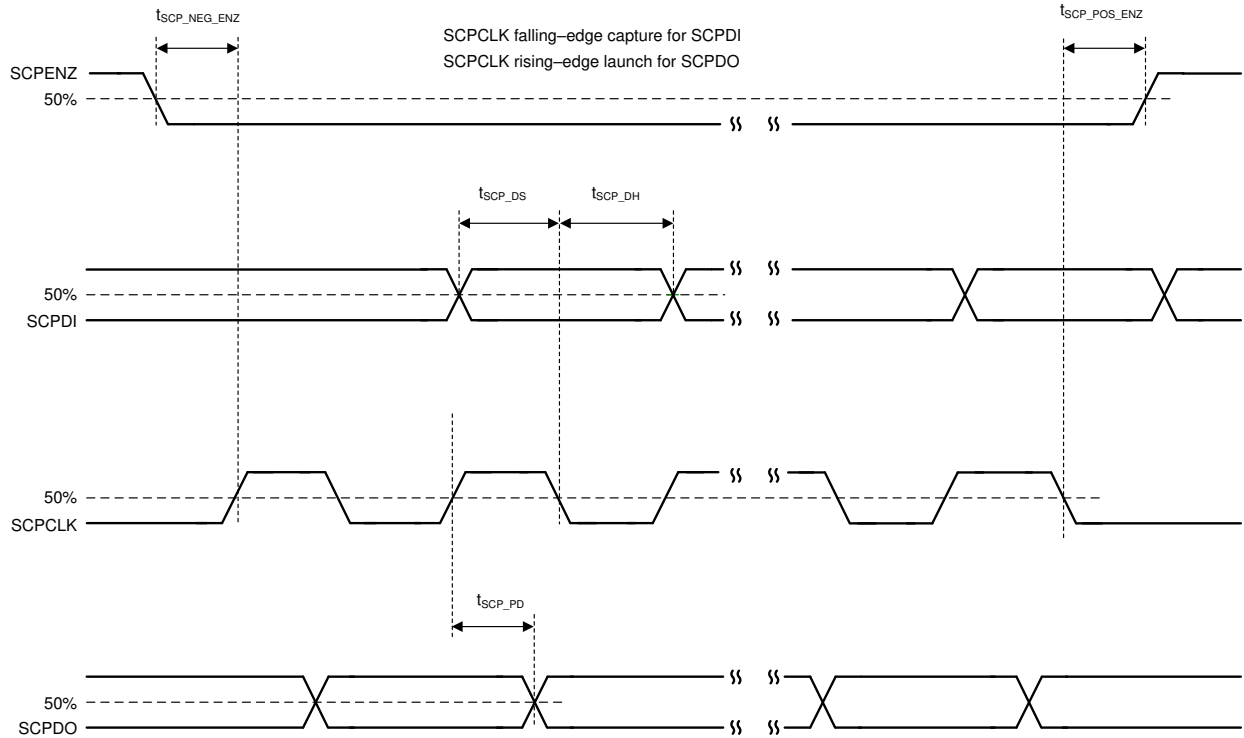 tSCP_NEG_ENZ
tSCP_POS_ENZ
SCPCLK falling–edge capture for SCPDI
SCPCLK rising–edge launch for SCPDO
SCPENZ
50%
tSCP_DS
tSCP_DH
50%
SCPDI
50%
SCPCLK
tSCP_PD
50%
SCPDO